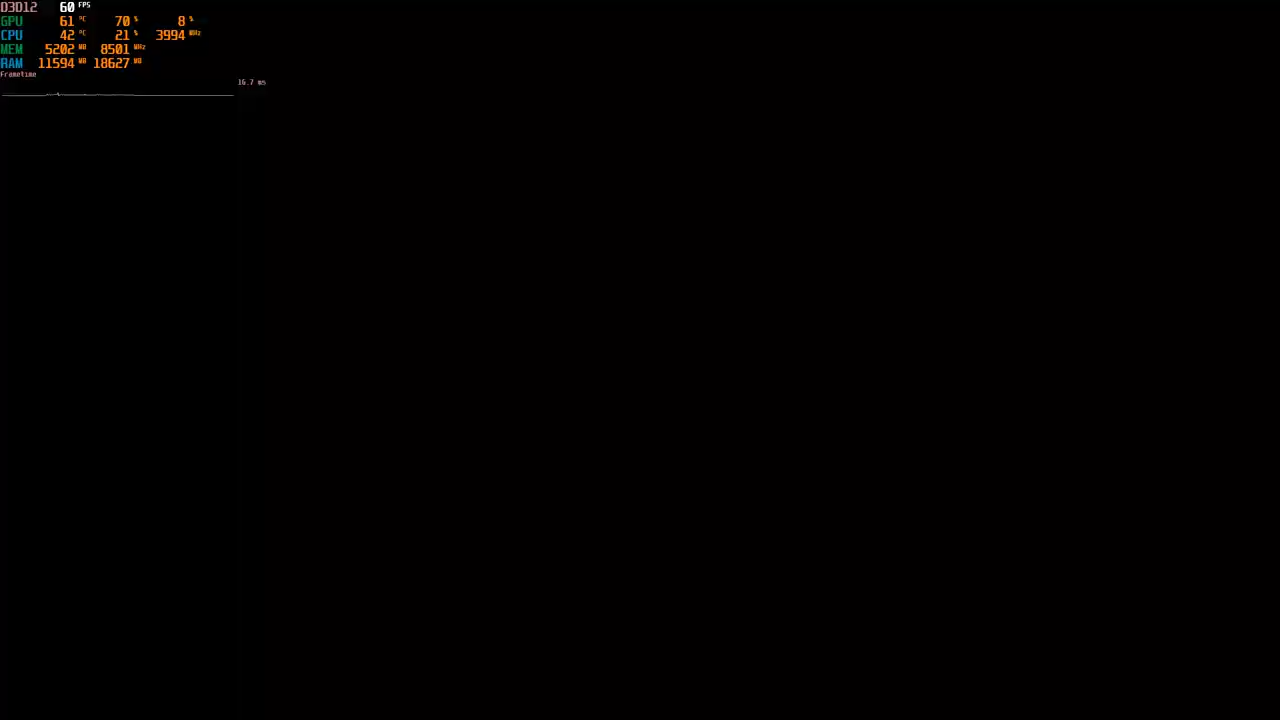 D3D12 60 FPS
GPU 61 °C 70 % 8 %
CPU 42 °C 21 % 3994 MHz
MEM 5202 MB 8501 MHz
RAM 11594 MB 18627 MB
Frametime
16.7 ms